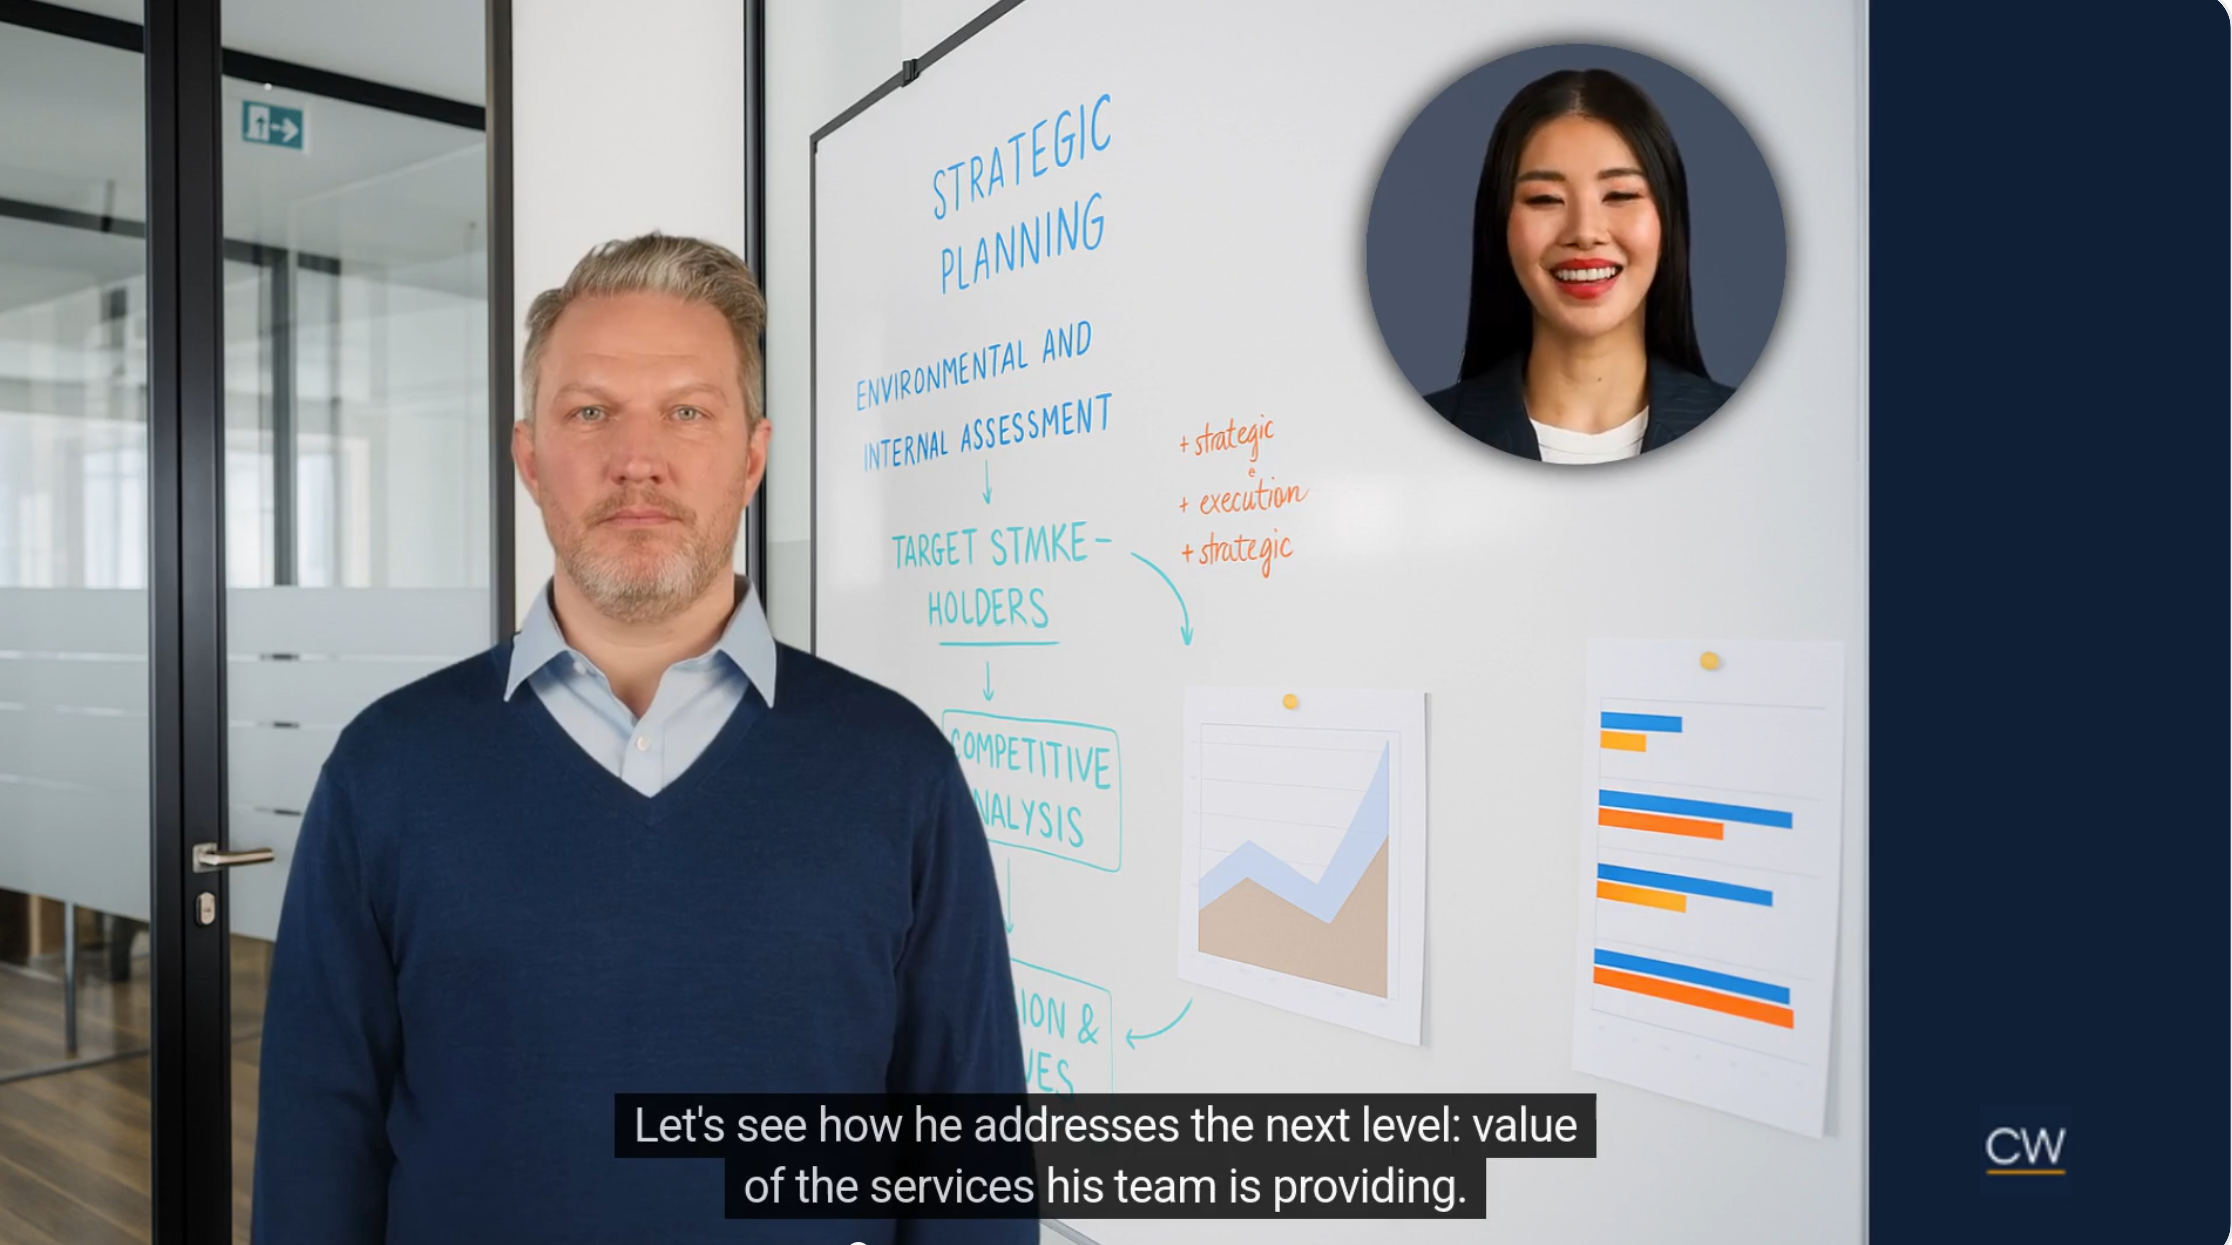 STRATEGIC
PLANNING
ENVIRONMENTAL AND
INTERNAL ASSESSMENT
+ strategic
e
+ execution
+ strategic
TARGET STMKE-
HOLDERS
COMPETITIVE
NALYSIS
ION &
VES
Let's see how he addresses the next level: value
of the services his team is providing.
CW